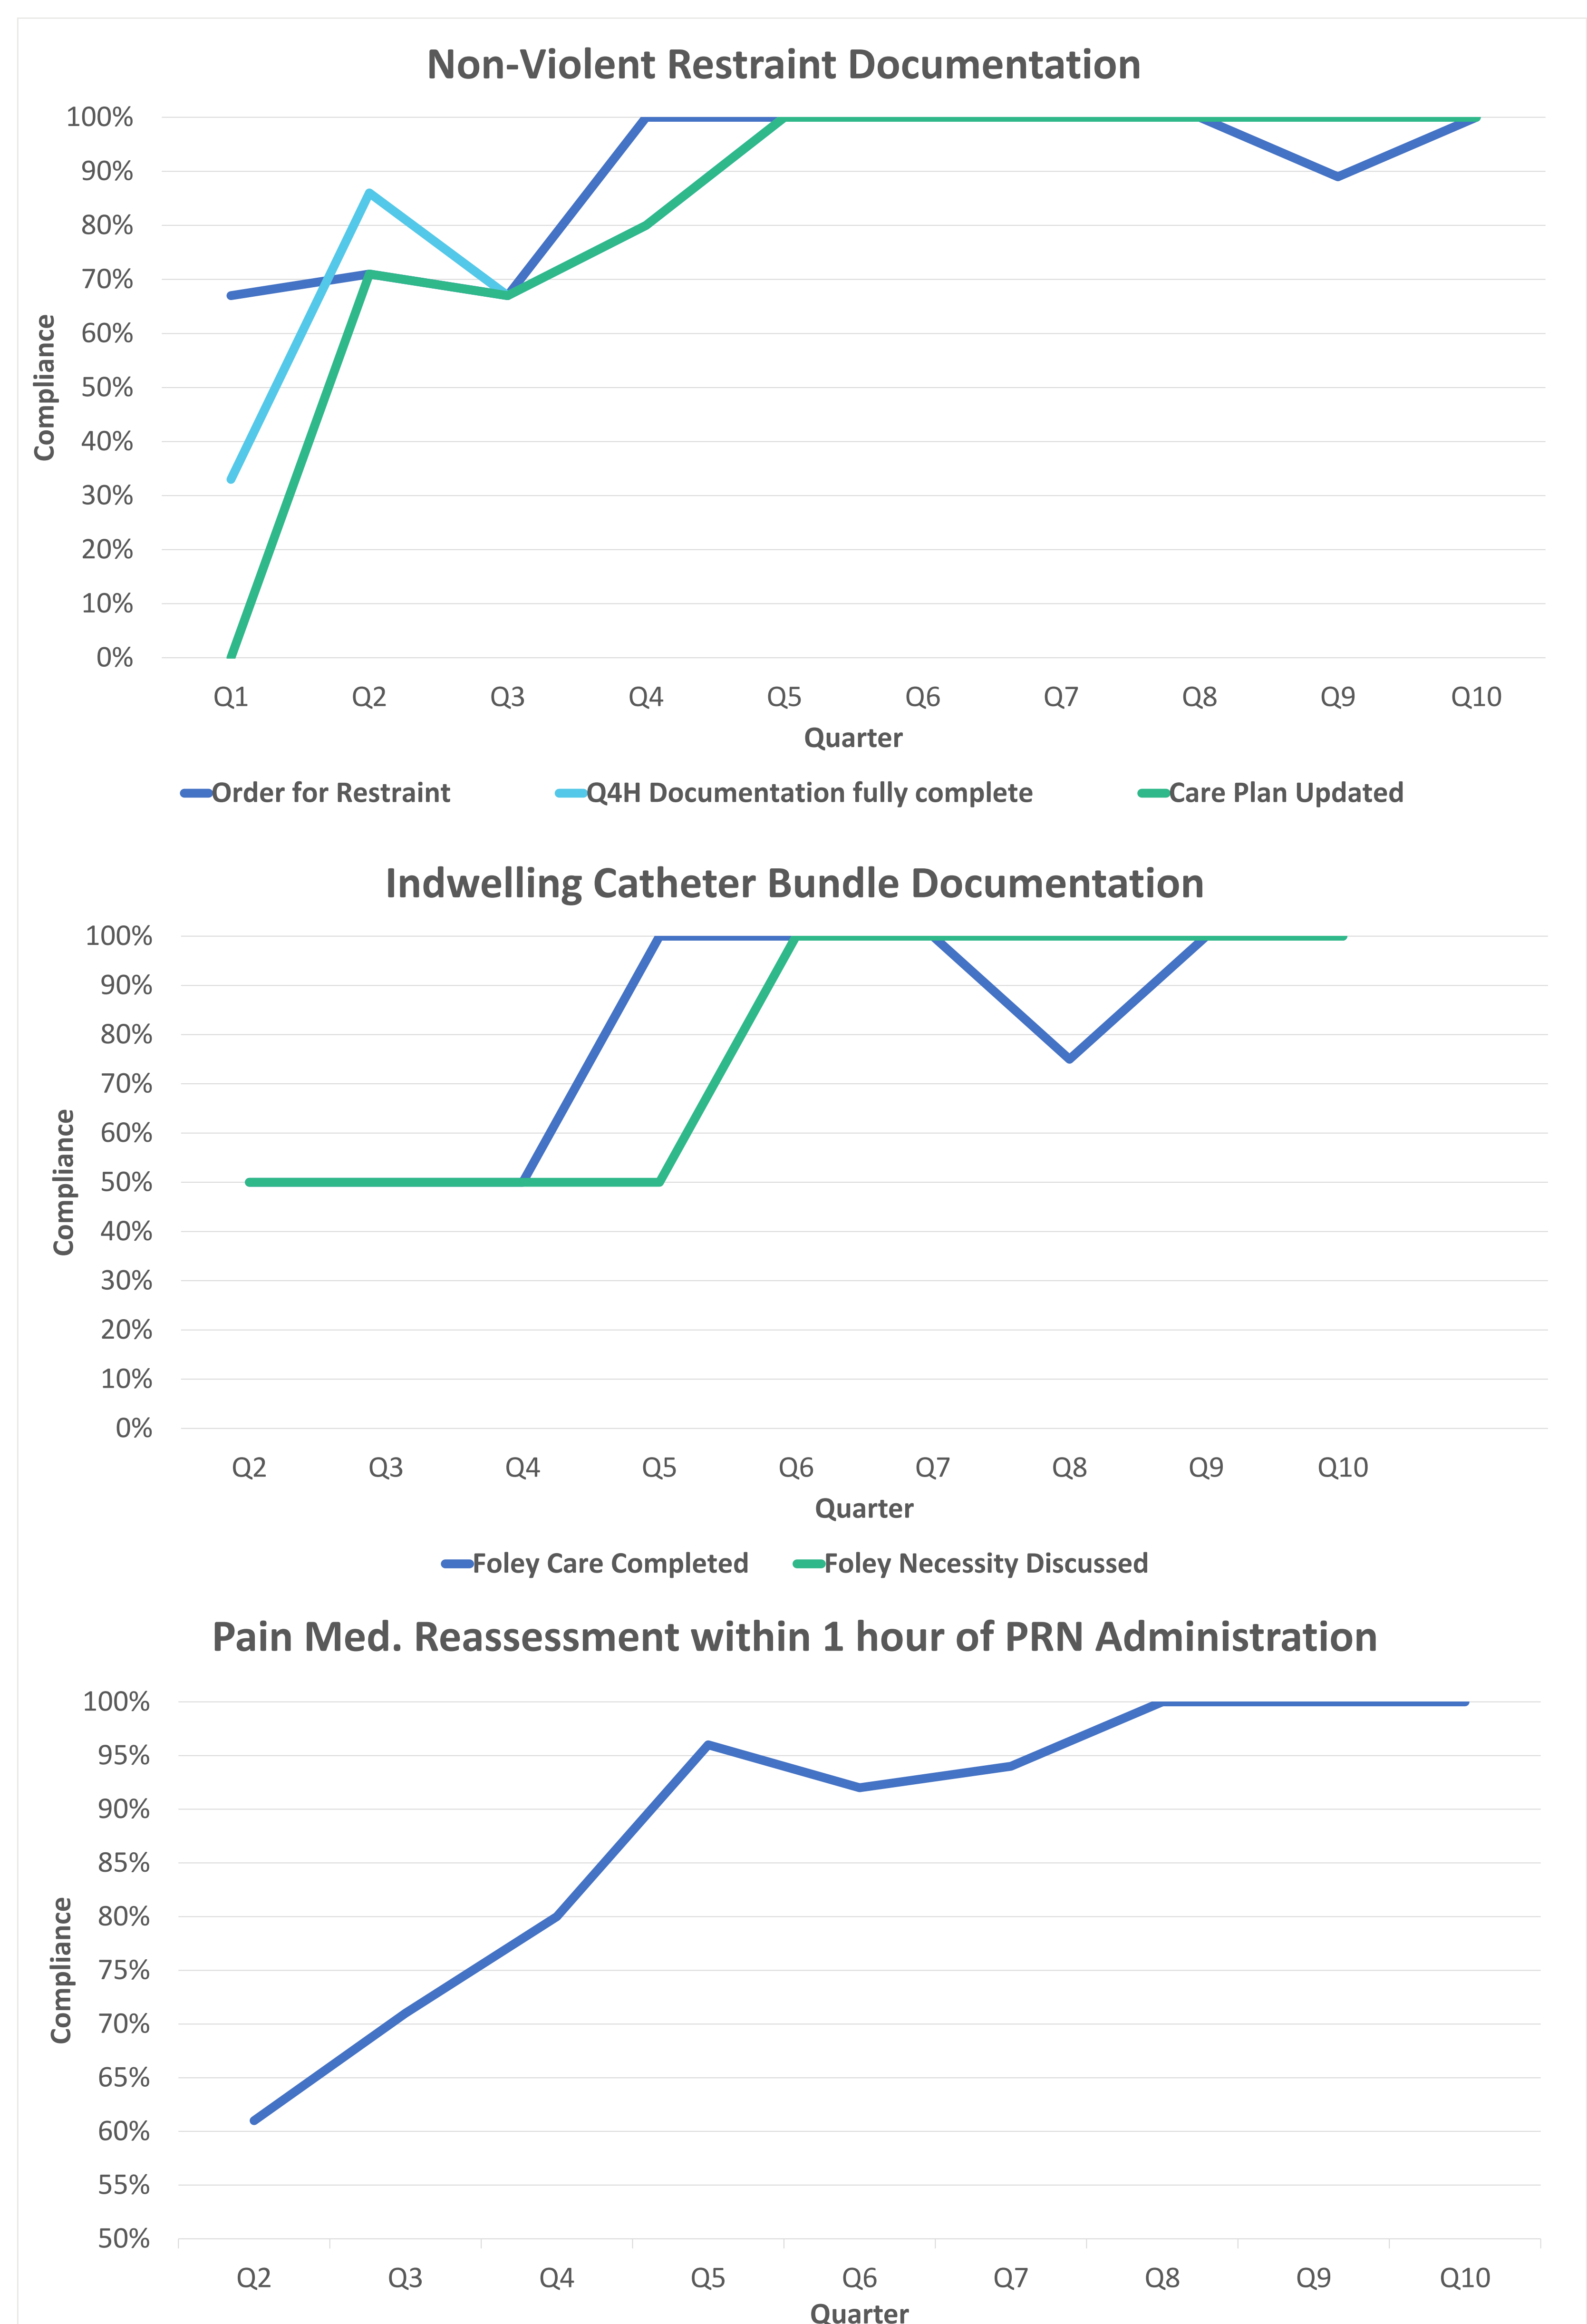 Non-Violent Restraint Documentation
100%
90%
80%
70%
60%
50%
40%
30%
20%
10%
0%
Compliance
Q1 Q2 Q3 Q4 Q5 Q6 Q7 Q8 Q9 Q10
Quarter
Order for Restraint Q4H Documentation fully complete Care Plan Updated
Indwelling Catheter Bundle Documentation
100%
90%
80%
70%
60%
50%
40%
30%
20%
10%
0%
Compliance
Q2 Q3 Q4 Q5 Q6 Q7 Q8 Q9 Q10
Quarter
Foley Care Completed Foley Necessity Discussed
Pain Med. Reassessment within 1 hour of PRN Administration
100%
95%
90%
85%
80%
75%
70%
65%
60%
55%
50%
Compliance
Q2 Q3 Q4 Q5 Q6 Q7 Q8 Q9 Q10
Quarter